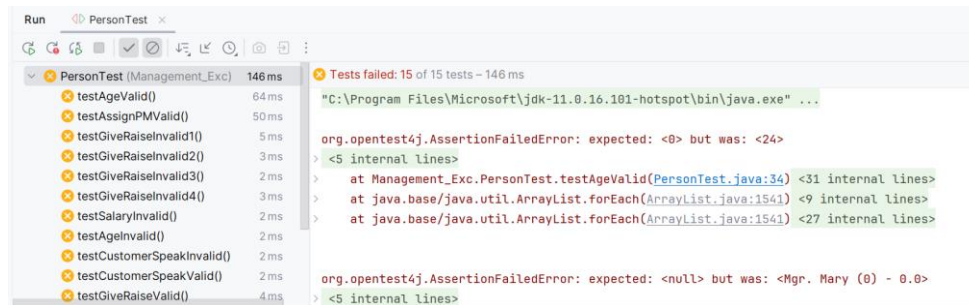 Run PersonTest ×
PersonTest (Management_Exc) 146 ms
testAgeValid() 64 ms
testAssignPMValid() 50 ms
testGiveRaiseInvalid1() 5 ms
testGiveRaiseInvalid2() 3 ms
testGiveRaiseInvalid3() 2 ms
testGiveRaiseInvalid4() 3 ms
testSalaryInvalid() 2 ms
testAgeInvalid() 2 ms
testCustomerSpeakInvalid() 2 ms
testCustomerSpeakValid() 2 ms
testGiveRaiseValid() 4 ms
Tests failed: 15 of 15 tests – 146 ms
"C:\Program Files\Microsoft\jdk-11.0.16.101-hotspot\bin\java.exe" ...
org.opentest4j.AssertionFailedError: expected: <0> but was: <24>
<5 internal lines>
at Management_Exc.PersonTest.testAgeValid(PersonTest.java:34) <31 internal lines>
at java.base/java.util.ArrayList.forEach(ArrayList.java:1541) <9 internal lines>
at java.base/java.util.ArrayList.forEach(ArrayList.java:1541) <27 internal lines>
org.opentest4j.AssertionFailedError: expected: <null> but was: <Mgr. Mary (0) - 0.0>
<5 internal lines>